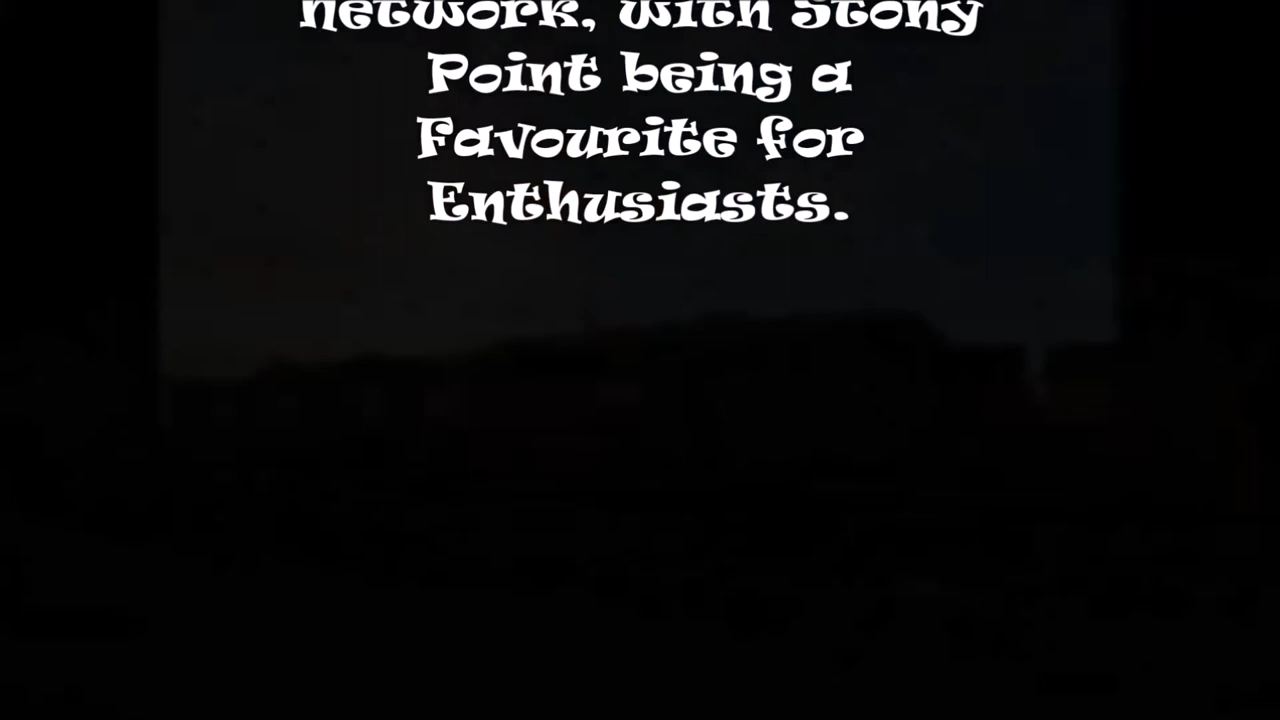 network, with Stony
Point being a
Favourite for
Enthusiasts.